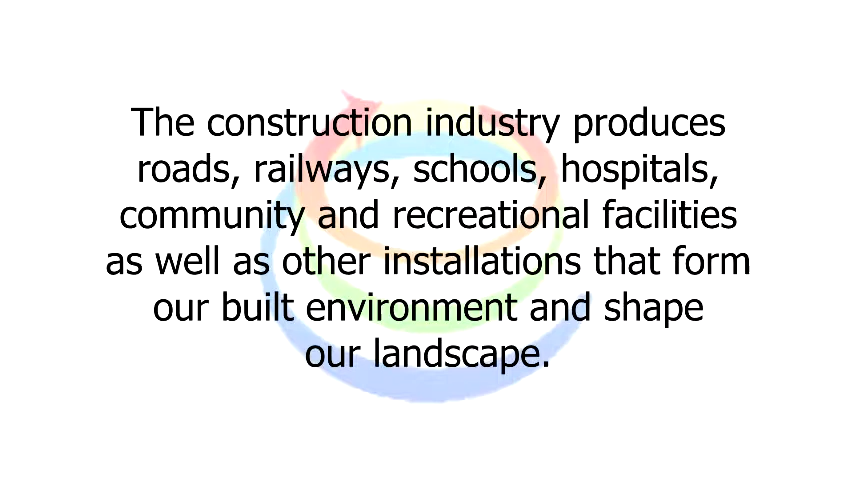 The construction industry produces
roads, railways, schools, hospitals,
community and recreational facilities
as well as other installations that form
our built environment and shape
our landscape.